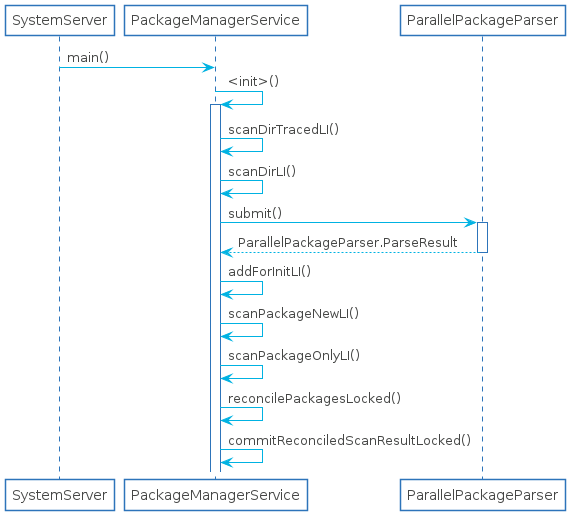 SystemServer
PackageManagerService
ParallelPackageParser
main()
<init>()
scanDirTracedLI()
scanDirLI()
submit()
ParallelPackageParser.ParseResult
addForInitLI()
scanPackageNewLI()
scanPackageOnlyLI()
reconcilePackagesLocked()
commitReconciledScanResultLocked()
SystemServer
PackageManagerService
ParallelPackageParser